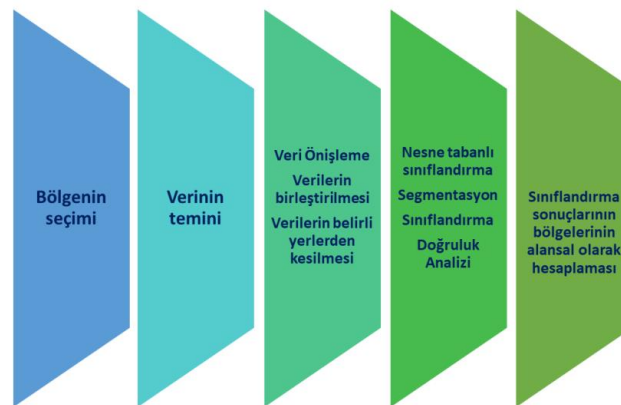 Bölgenin
seçimi
Verinin
temini
Veri Önişleme
Verilerin
birleştirilmesi
Verilerin belirli
yerlerden
kesilmesi
Nesne tabanlı
sınıflandırma
Segmentasyon
Sınıflandırma
Doğruluk
Analizi
Sınıflandırma
sonuçlarının
bölgelerinin
alansal olarak
hesaplaması